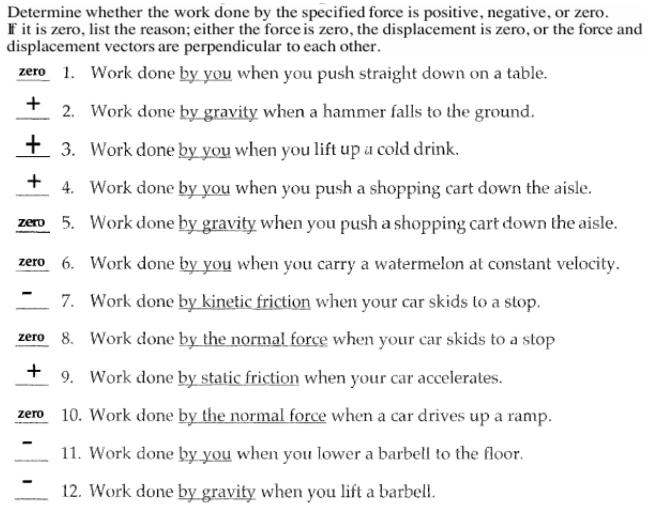 Determine whether the work done by the specified force is positive, negative, or zero.
If it is zero, list the reason; either the force is zero, the displacement is zero, or the force and
displacement vectors are perpendicular to each other.
zero 1. Work done by you when you push straight down on a table.
+ 2. Work done by gravity when a hammer falls to the ground.
+ 3. Work done by you when you lift up a cold drink.
+ 4. Work done by you when you push a shopping cart down the aisle.
zero 5. Work done by gravity when you push a shopping cart down the aisle.
zero 6. Work done by you when you carry a watermelon at constant velocity.
- 7. Work done by kinetic friction when your car skids to a stop.
zero 8. Work done by the normal force when your car skids to a stop
+ 9. Work done by static friction when your car accelerates.
zero 10. Work done by the normal force when a car drives up a ramp.
- 11. Work done by you when you lower a barbell to the floor.
- 12. Work done by gravity when you lift a barbell.